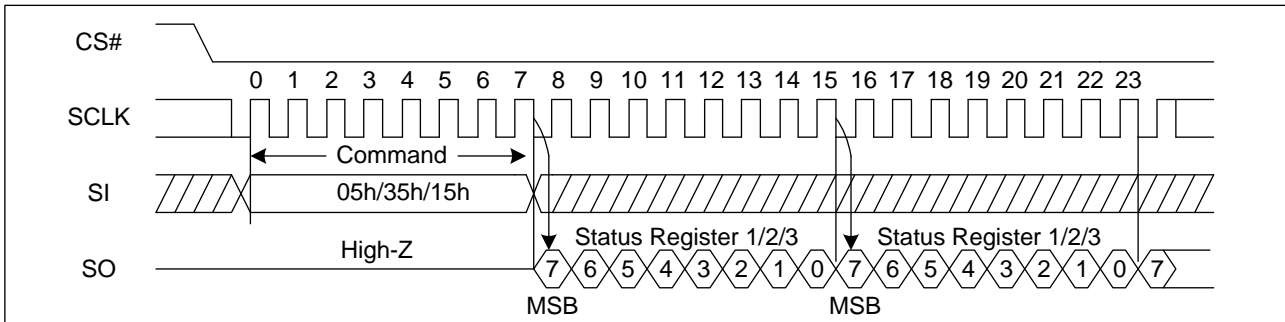 CS#
0 1 2 3 4 5 6 7 8 9 10 11 12 13 14 15 16 17 18 19 20 21 22 23
SCLK
Command
SI 05h/35h/15h
High-Z Status Register 1/2/3 Status Register 1/2/3
SO 7 6 5 4 3 2 1 0 7 6 5 4 3 2 1 0 7
MSB MSB